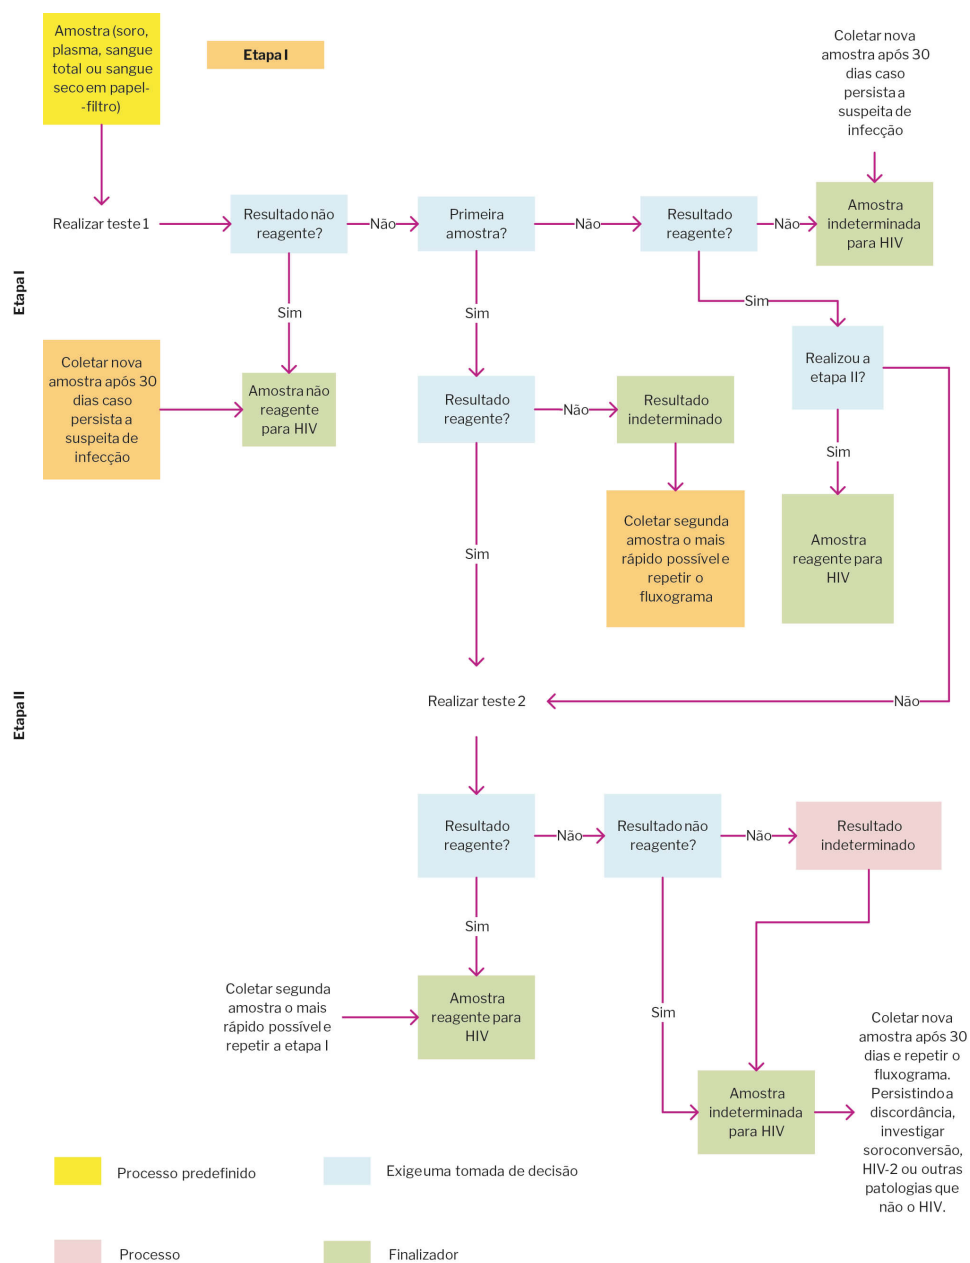 Amostra (soro,
plasma, sangue
total ou sangue
seco em papel-
-filtro)
Etapa I
Coletar nova
amostra após 30
dias caso
persista a
suspeita de
infecção
Realizar teste 1
Resultado não
reagente?
Não
Primeira
amostra?
Não
Resultado
reagente?
Não
Amostra
indeterminada
para HIV
Etapa I
Sim
Sim
Sim
Coletar nova
amostra após 30
dias caso
persista a
suspeita de
infecção
Amostra não
reagente
para HIV
Resultado
reagente?
Não
Resultado
indeterminado
Realizou a
etapa II?
Sim
Sim
Coletar segunda
amostra o mais
rápido possível e
repetir o
fluxograma
Amostra
reagente para
HIV
Etapa II
Realizar teste 2
Não
Resultado
reagente?
Não
Resultado não
reagente?
Não
Resultado
indeterminado
Sim
Sim
Coletar segunda
amostra o mais
rápido possível e
repetir a etapa I
Amostra
reagente para
HIV
Amostra
indeterminada
para HIV
Coletar nova
amostra após 30
dias e repetir o
fluxograma.
Persistindo a
discordância,
investigar
soroconversão,
HIV-2 ou outras
patologias que
não o HIV.
Processo predefinido
Exige uma tomada de decisão
Processo
Finalizador